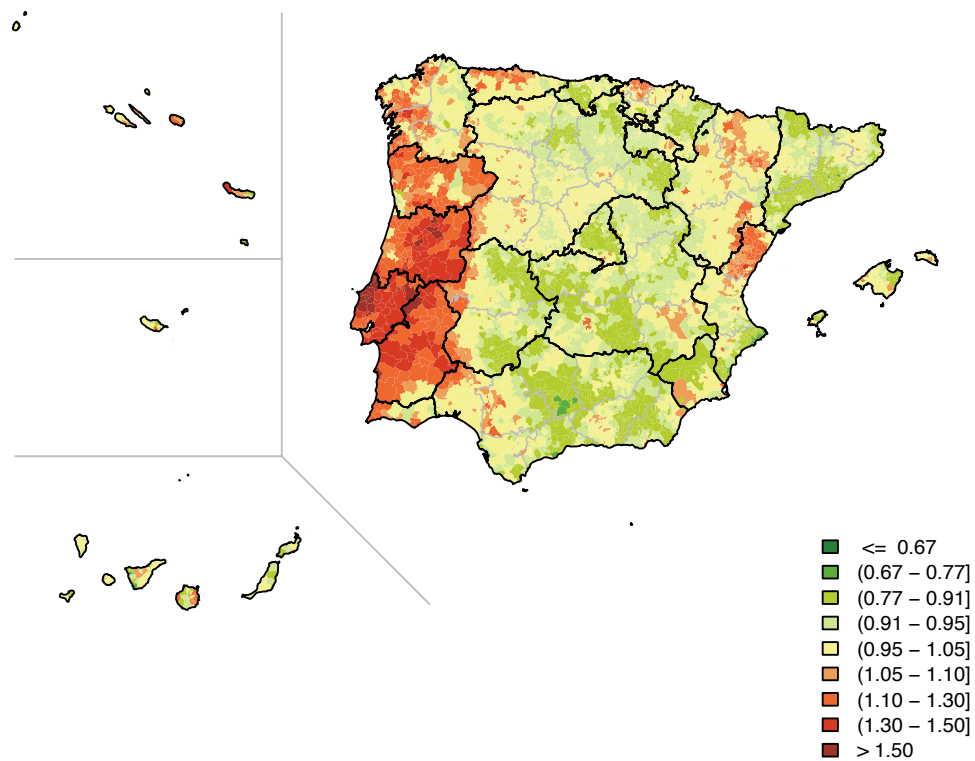 <= 0.67
(0.67 − 0.77]
(0.77 − 0.91]
(0.91 − 0.95]
(0.95 − 1.05]
(1.05 − 1.10]
(1.10 − 1.30]
(1.30 − 1.50]
> 1.50